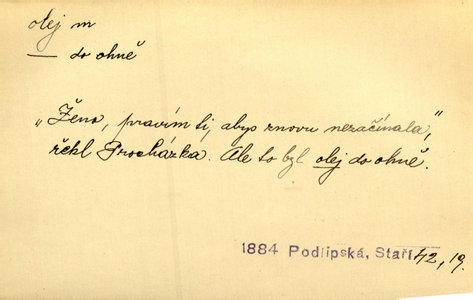 olej m
— do ohně
„Ženo, pravím ti, abys znovu nezačínala,"
řekl Procházka. Ale to byl olej do ohně.
1884 Podlipská, Staří 42, 19.